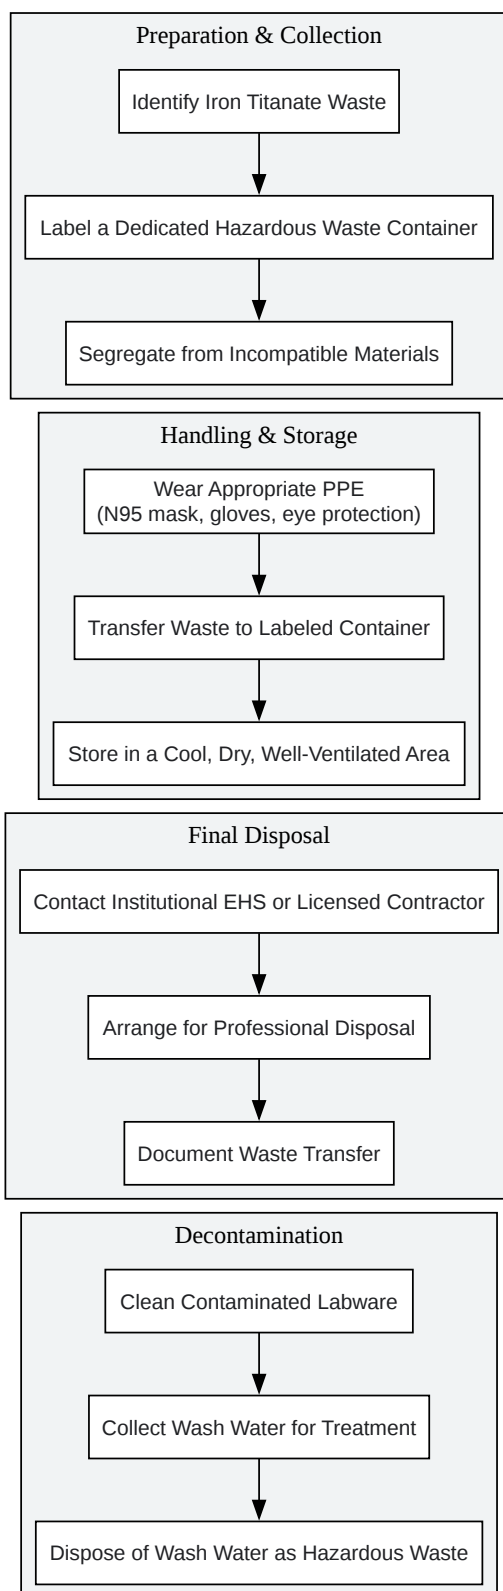 Preparation & Collection
Identify Iron Titanate Waste
Label a Dedicated Hazardous Waste Container
Segregate from Incompatible Materials
Handling & Storage
Wear Appropriate PPE
(N95 mask, gloves, eye protection)
Transfer Waste to Labeled Container
Store in a Cool, Dry, Well-Ventilated Area
Final Disposal
Contact Institutional EHS or Licensed Contractor
Arrange for Professional Disposal
Document Waste Transfer
Decontamination
Clean Contaminated Labware
Collect Wash Water for Treatment
Dispose of Wash Water as Hazardous Waste